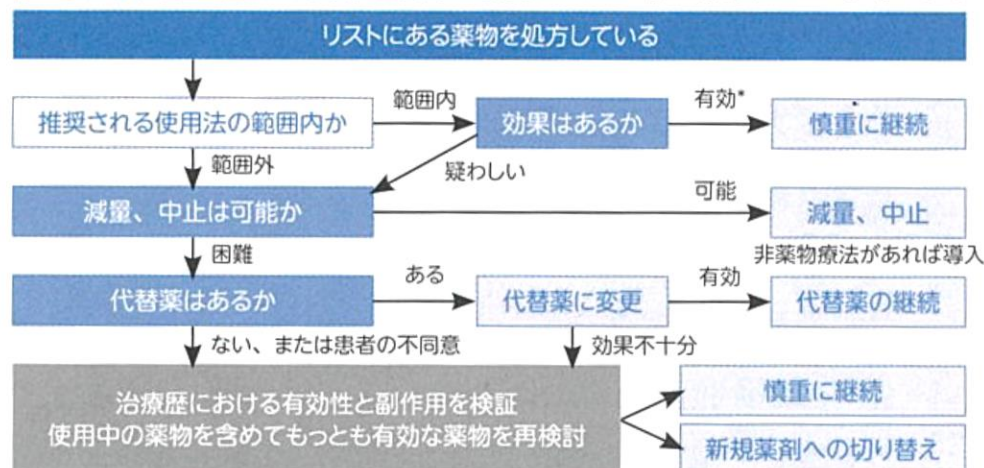 リストにある薬物を処方している
推奨される使用法の範囲内か
範囲内
効果はあるか
有効*
慎重に継続
範囲外
疑わしい
減量、中止は可能か
可能
減量、中止
困難
非薬物療法があれば導入
代替薬はあるか
ある
代替薬に変更
有効
代替薬の継続
ない、または患者の不同意
効果不十分
治療歴における有効性と副作用を検証
使用中の薬物を含めてもっとも有効な薬物を再検討
慎重に継続
新規薬剤への切り替え